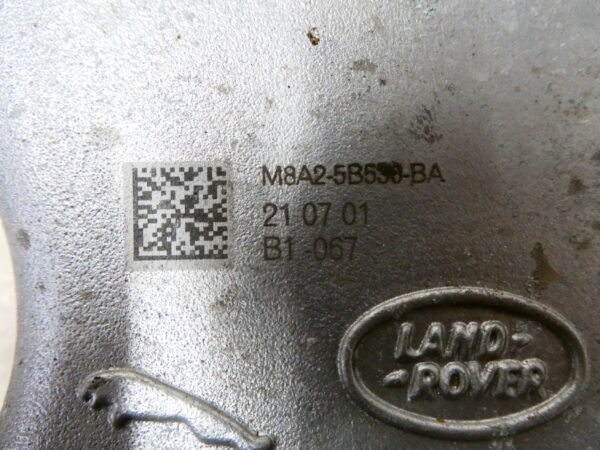 M8A2-5B530-BA
21 07 01
B1-067
LAND-
-ROVER